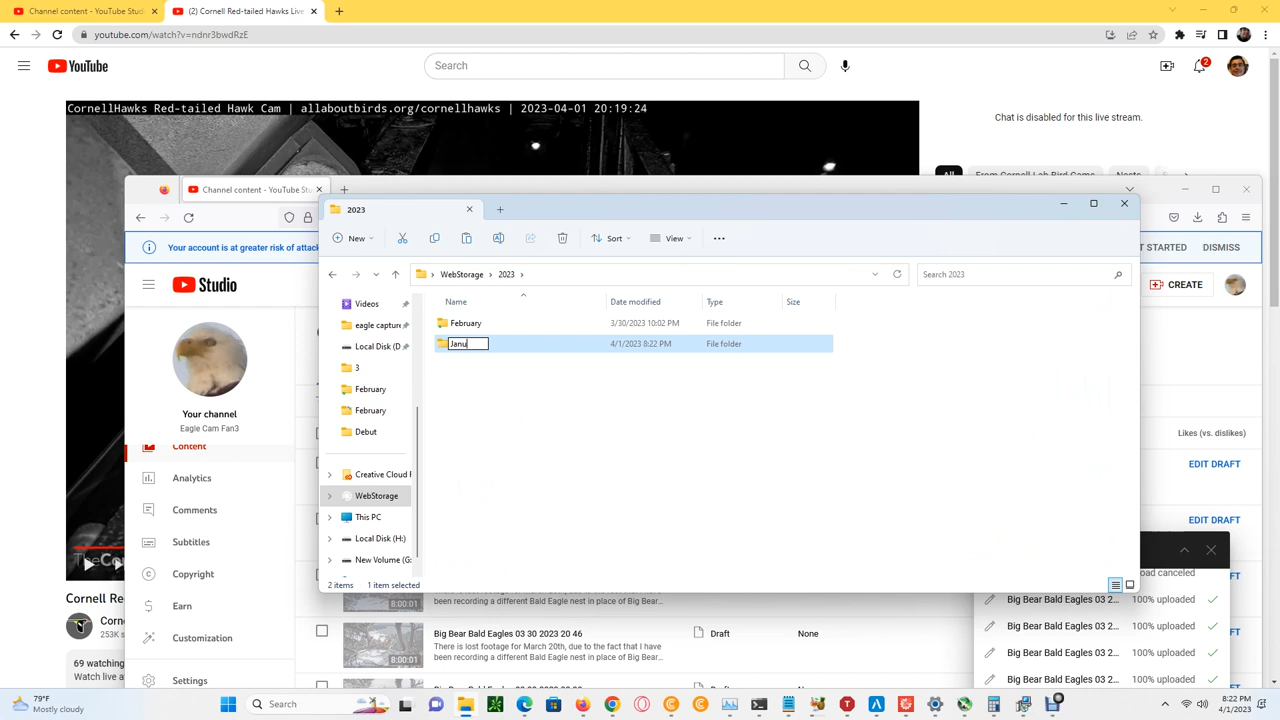 Channel content - YouTube Stud
(2) Cornell Red-tailed Hawks Live
youtube.com/watch?v=ndnr3bwdRzE
YouTube
Search
2
CornellHawks Red-tailed Hawk Cam | allaboutbirds.org/cornellhawks | 2023-04-01 20:19:24
Chat is disabled for this live stream.
All From Cornell Lab Bird Cams Nests
Channel content - YouTube Stu
2023
Your account is at greater risk of attack
New
Sort
View
T STARTED DISMISS
WebStorage 2023
Search 2023
Studio
CREATE
Name Date modified Type Size
Videos
eagle capture
Local Disk (D
3
February
February
Debut
Creative Cloud F
WebStorage
This PC
Local Disk (H:)
New Volume (G:
February 3/30/2023 10:02 PM File folder
Janu 4/1/2023 8:22 PM File folder
2 items 1 item selected
Your channel
Eagle Cam Fan3
Content
Analytics
Comments
Subtitles
Copyright
Earn
Customization
Settings
Likes (vs. dislikes)
EDIT DRAFT
EDIT DRAFT
oad canceled
Big Bear Bald Eagles 03 2... 100% uploaded
Big Bear Bald Eagles 03 2... 100% uploaded
Big Bear Bald Eagles 03 2... 100% uploaded
Big Bear Bald Eagles 03 2... 100% uploaded
8:00:01
been recording a different Bald Eagle nest in place of Big Bear...
Big Bear Bald Eagles 03 30 2023 20 46
There is lost footage for March 20th, due to the fact that I have
been recording a different Bald Eagle nest in place of Big Bear...
8:00:01
Draft None
TheCo
Cornell Re
Corn
253K s
69 watching
Watch live a
79°F
Mostly cloudy
Search
8:22 PM
4/1/2023